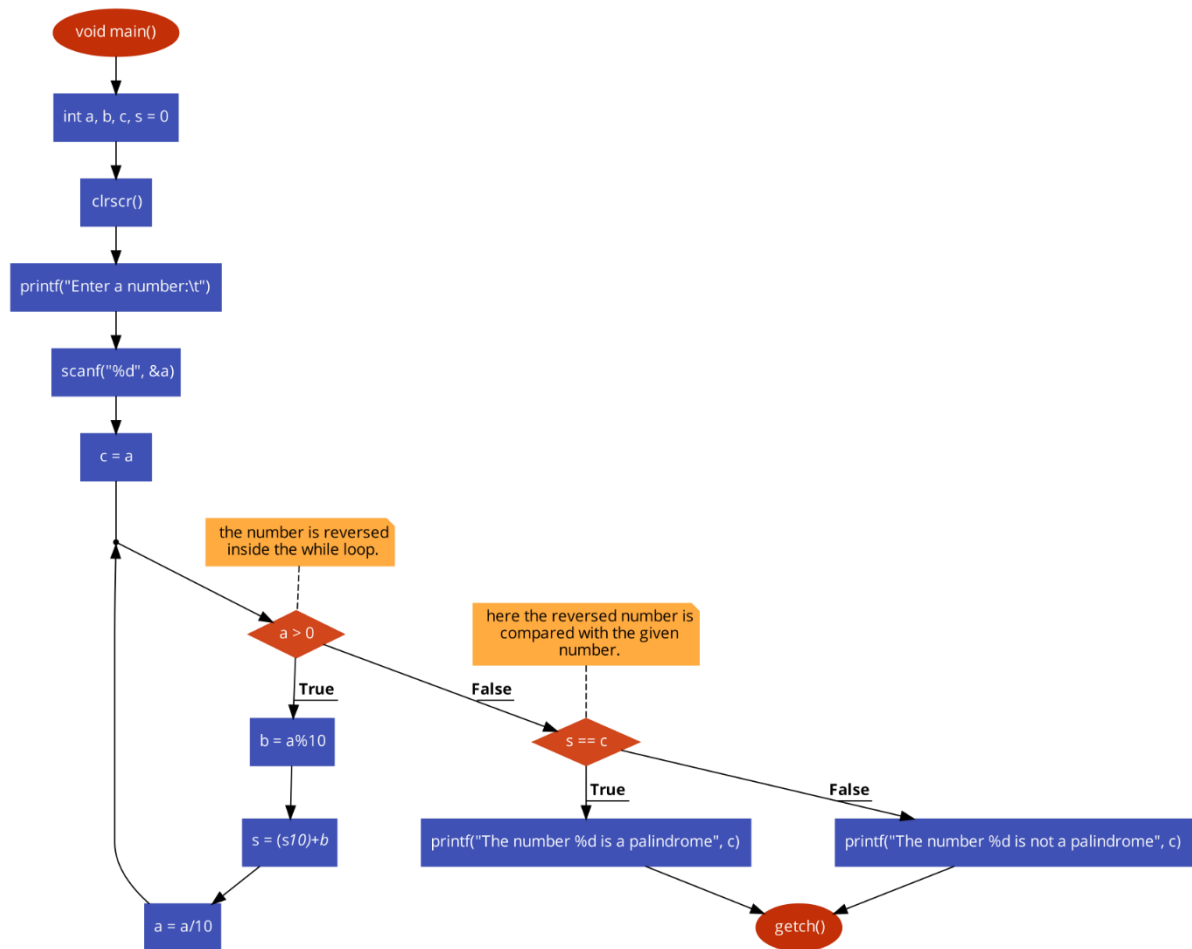 void main()
int a, b, c, s = 0
clrscr()
printf("Enter a number:\t")
scanf("%d", &a)
c = a
the number is reversed
inside the while loop.
a > 0
here the reversed number is
compared with the given
number.
True
False
b = a%10
s == c
True
False
s = (s10)+b
printf("The number %d is a palindrome", c)
printf("The number %d is not a palindrome", c)
a = a/10
getch()